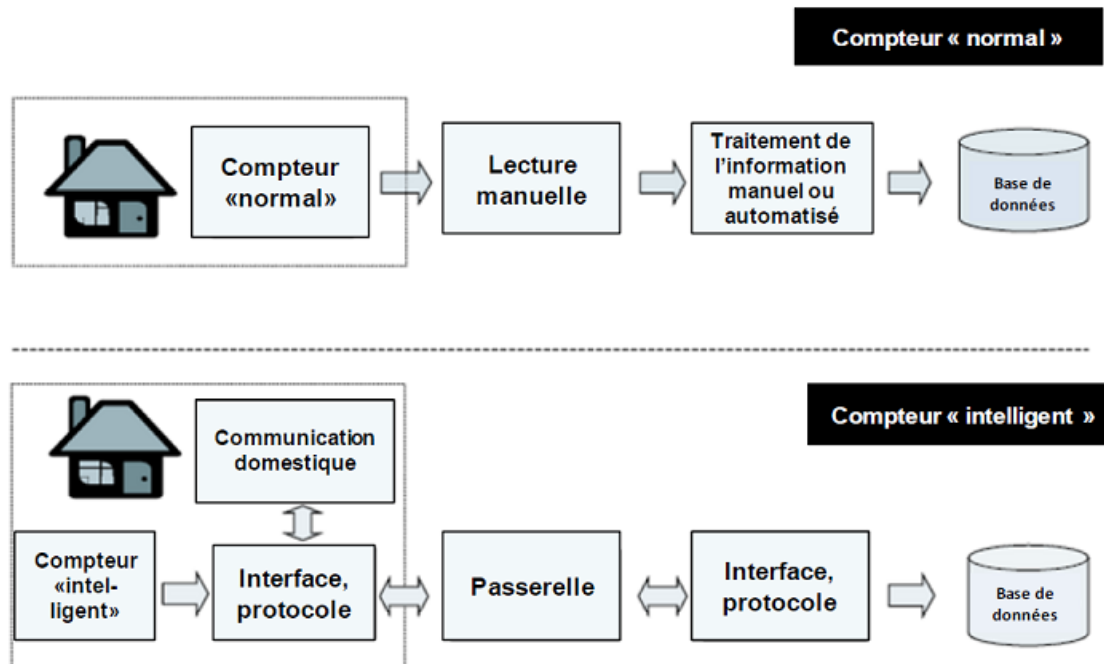 Compteur « normal »
Compteur
«normal»
Lecture
manuelle
Traitement de
l'information
manuel ou
automatisé
Base de
données
Compteur « intelligent »
Communication
domestique
Compteur
«intel-
ligent»
Interface,
protocole
Passerelle
Interface,
protocole
Base de
données